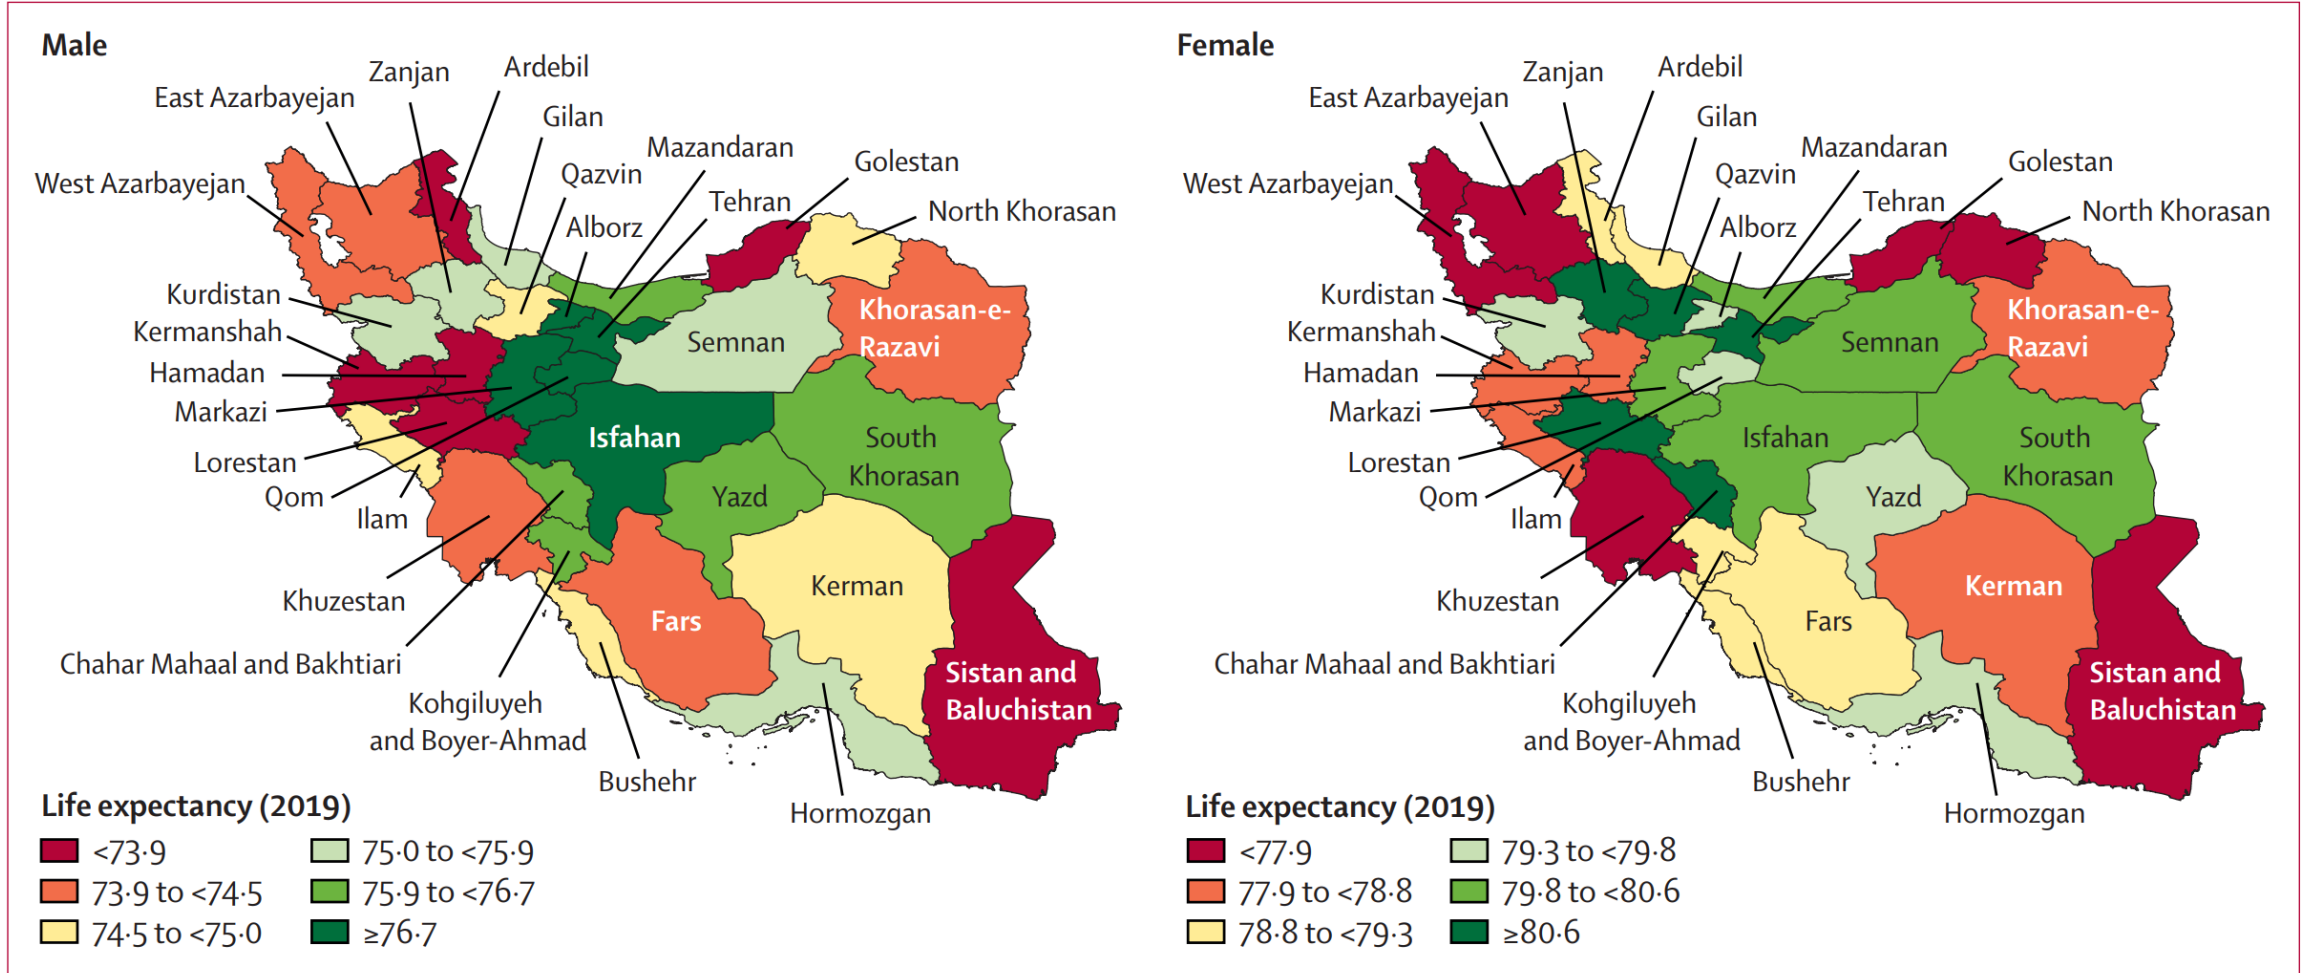 Male
Zanjan
Ardebil
East Azarbayejan
Gilan
Mazandaran
Qazvin
Golestan
West Azarbayejan
Tehran
North Khorasan
Alborz
Kurdistan
Khorasan-e-
Razavi
Kermanshah
Semnan
Hamadan
Markazi
Isfahan
South
Khorasan
Lorestan
Qom
Yazd
Ilam
Kerman
Khuzestan
Fars
Chahar Mahaal and Bakhtiari
Sistan and
Baluchistan
Kohgiluyeh
and Boyer-Ahmad
Bushehr
Hormozgan
Life expectancy (2019)
<73·9
73·9 to <74·5
74·5 to <75·0
75·0 to <75·9
75·9 to <76·7
≥76·7
Female
Zanjan
Ardebil
East Azarbayejan
Gilan
Mazandaran
Qazvin
Golestan
West Azarbayejan
Tehran
North Khorasan
Alborz
Kurdistan
Khorasan-e-
Razavi
Kermanshah
Semnan
Hamadan
Markazi
Isfahan
South
Khorasan
Lorestan
Qom
Yazd
Ilam
Kerman
Khuzestan
Fars
Chahar Mahaal and Bakhtiari
Sistan and
Baluchistan
Kohgiluyeh
and Boyer-Ahmad
Bushehr
Hormozgan
Life expectancy (2019)
<77·9
77·9 to <78·8
78·8 to <79·3
79·3 to <79·8
79·8 to <80·6
≥80·6